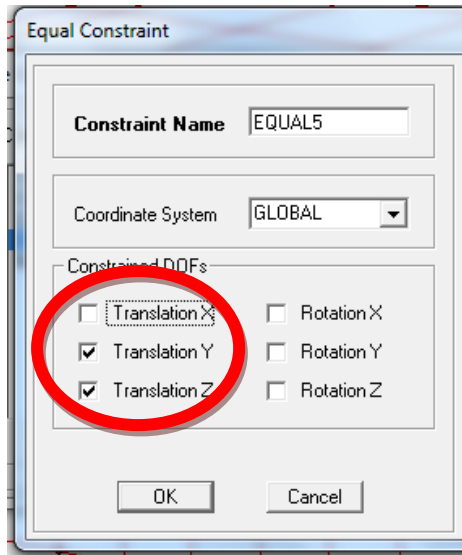 Equal Constraint
Constraint Name EQUAL5
Coordinate System GLOBAL
Constrained DOFs
Translation X Rotation X
Translation Y Rotation Y
Translation Z Rotation Z
OK Cancel